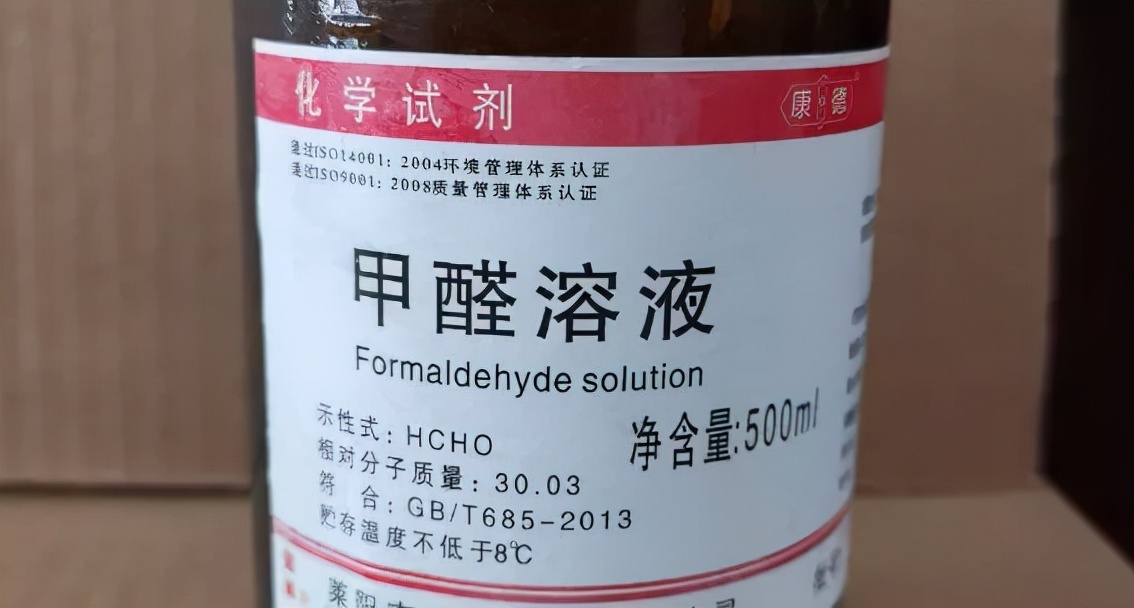 化学试剂
康德
通过ISO14001：2004环境管理体系认证
通过ISO9001：2008质量管理体系认证
甲醛溶液
Formaldehyde solution
净含量:500ml
示性式：HCHO
相对分子质量：30.03
符 合：GB/T685-2013
贮存温度不低于8℃
莱阳